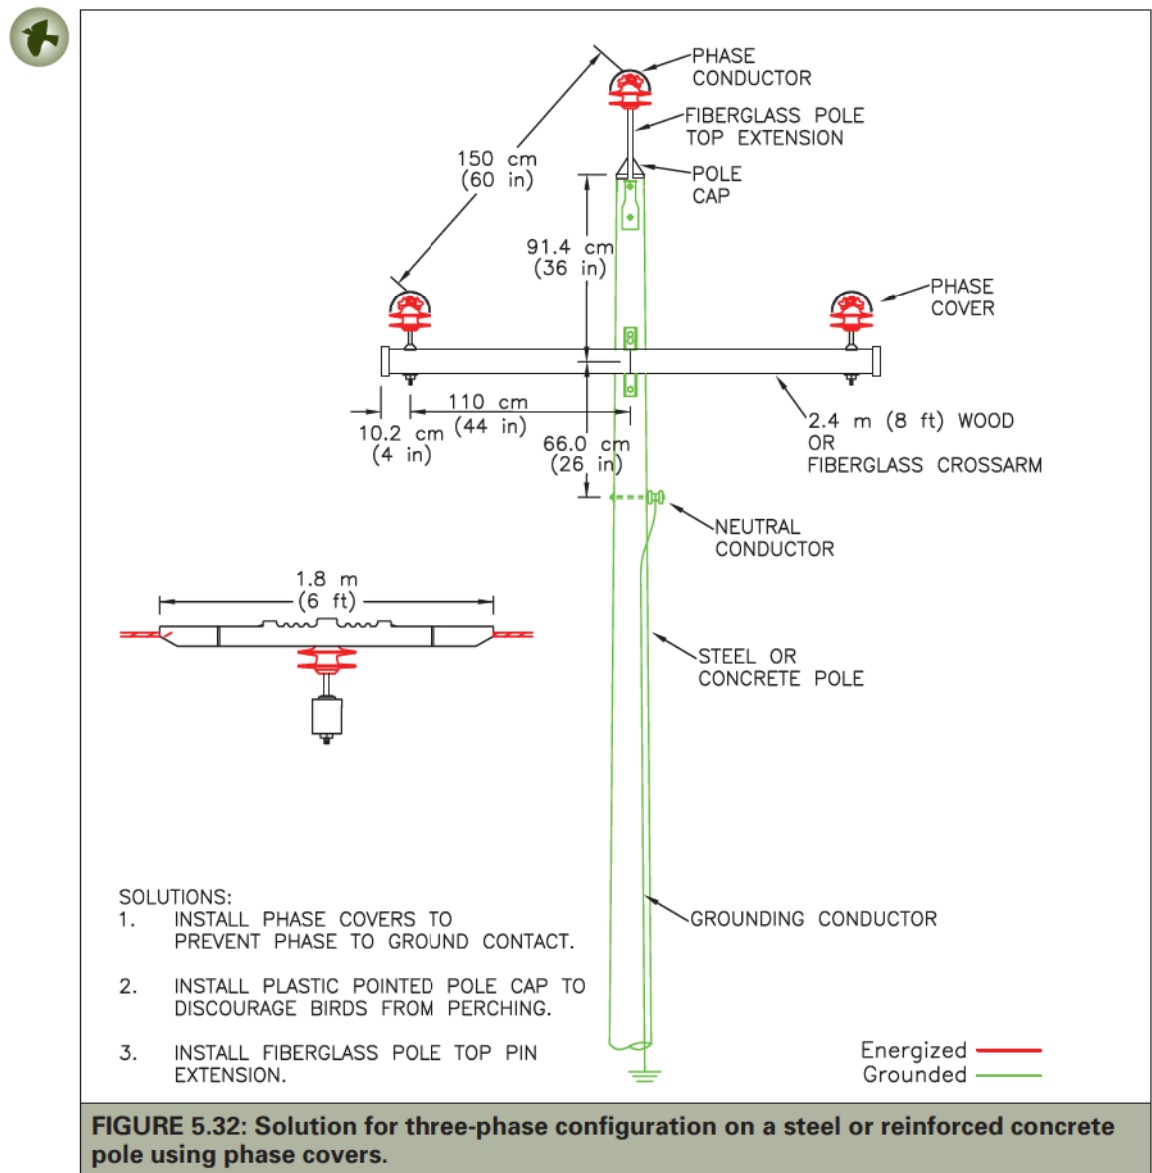 PHASE
CONDUCTOR
FIBERGLASS POLE
TOP EXTENSION
150 cm
(60 in)
POLE
CAP
91.4 cm
(36 in)
PHASE
COVER
110 cm
(44 in)
10.2 cm
(4 in)
66.0 cm
(26 in)
2.4 m (8 ft) WOOD
OR
FIBERGLASS CROSSARM
NEUTRAL
CONDUCTOR
1.8 m
(6 ft)
STEEL OR
CONCRETE POLE
GROUNDING CONDUCTOR
SOLUTIONS:
1. INSTALL PHASE COVERS TO
PREVENT PHASE TO GROUND CONTACT.
2. INSTALL PLASTIC POINTED POLE CAP TO
DISCOURAGE BIRDS FROM PERCHING.
3. INSTALL FIBERGLASS POLE TOP PIN
EXTENSION.
Energized
Grounded
FIGURE 5.32: Solution for three-phase configuration on a steel or reinforced concrete
pole using phase covers.